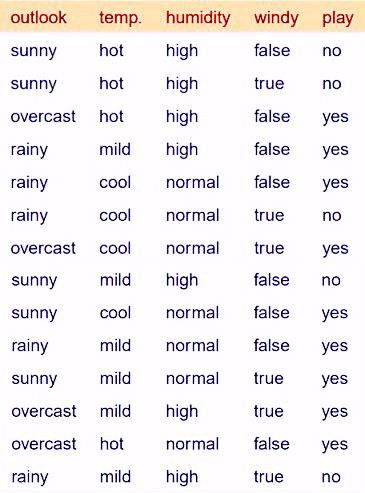 outlook temp. humidity windy play
sunny hot high false no
sunny hot high true no
overcast hot high false yes
rainy mild high false yes
rainy cool normal false yes
rainy cool normal true no
overcast cool normal true yes
sunny mild high false no
sunny cool normal false yes
rainy mild normal false yes
sunny mild normal true yes
overcast mild high true yes
overcast hot normal false yes
rainy mild high true no